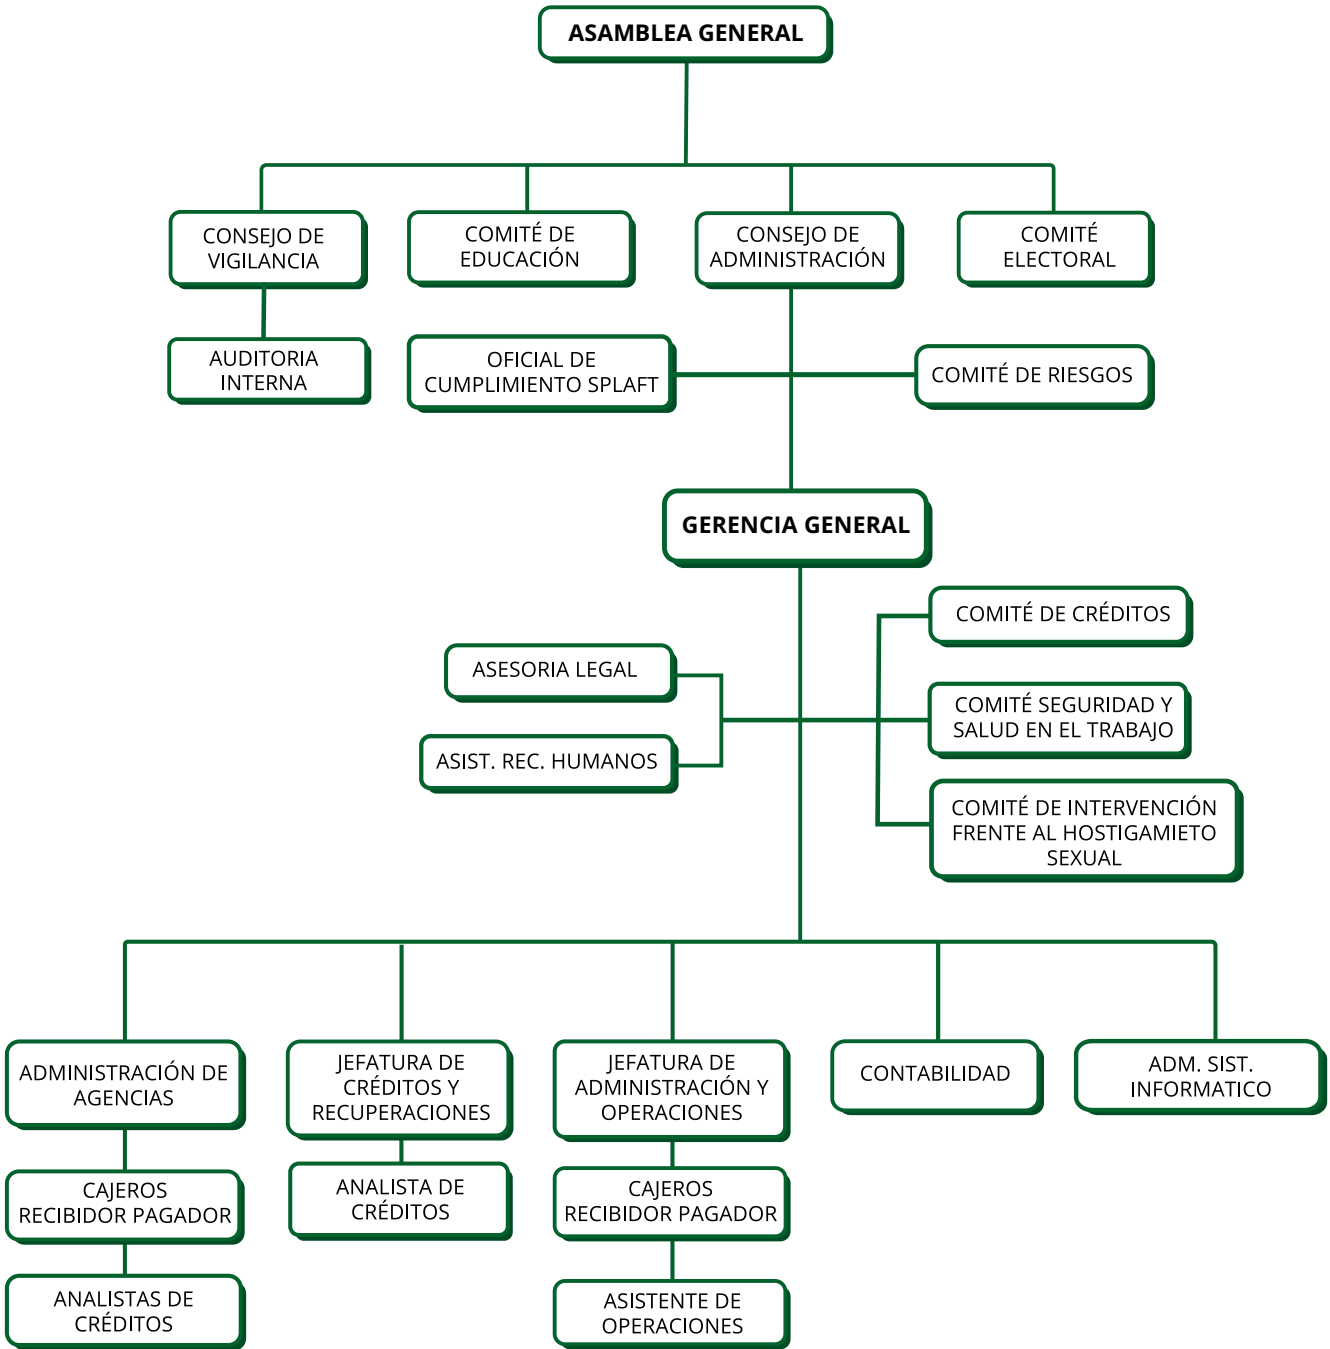 ASAMBLEA GENERAL
CONSEJO DE
VIGILANCIA
COMITÉ DE
EDUCACIÓN
CONSEJO DE
ADMINISTRACIÓN
COMITÉ
ELECTORAL
AUDITORIA
INTERNA
OFICIAL DE
CUMPLIMIENTO SPLAFT
COMITÉ DE RIESGOS
GERENCIA GENERAL
ASESORIA LEGAL
ASIST. REC. HUMANOS
COMITÉ DE CRÉDITOS
COMITÉ SEGURIDAD Y
SALUD EN EL TRABAJO
COMITÉ DE INTERVENCIÓN
FRENTE AL HOSTIGAMIETO
SEXUAL
ADMINISTRACIÓN DE
AGENCIAS
JEFATURA DE
CRÉDITOS Y
RECUPERACIONES
JEFATURA DE
ADMINISTRACIÓN Y
OPERACIONES
CONTABILIDAD
ADM. SIST.
INFORMATICO
CAJEROS
RECIBIDOR PAGADOR
ANALISTA DE
CRÉDITOS
CAJEROS
RECIBIDOR PAGADOR
ANALISTAS DE
CRÉDITOS
ASISTENTE DE
OPERACIONES